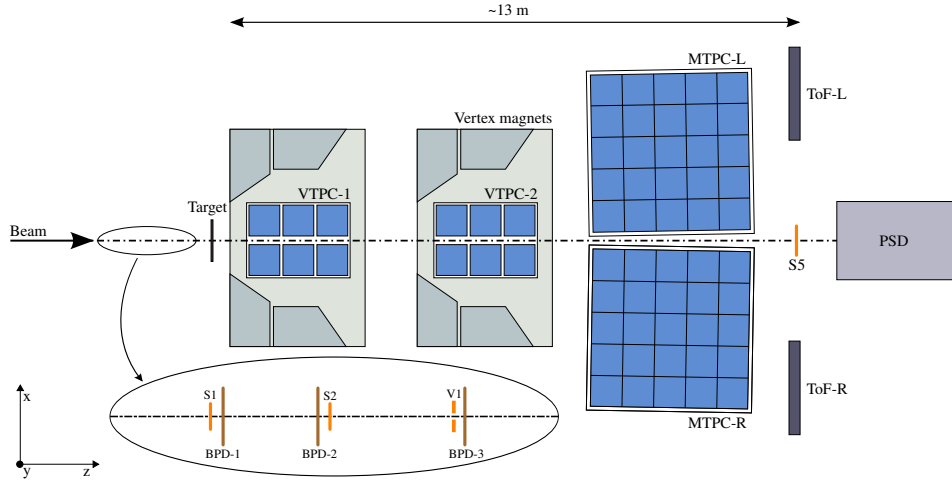 ~13 m
MTPC-L
ToF-L
Vertex magnets
VTPC-1
VTPC-2
Target
Beam
PSD
S5
x
S1
S2
V1
ToF-R
MTPC-R
BPD-1
BPD-2
BPD-3
y
z